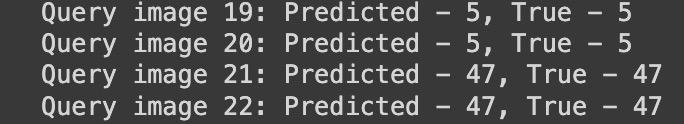 Query image 19: Predicted - 5, True - 5
Query image 20: Predicted - 5, True - 5
Query image 21: Predicted - 47, True - 47
Query image 22: Predicted - 47, True - 47